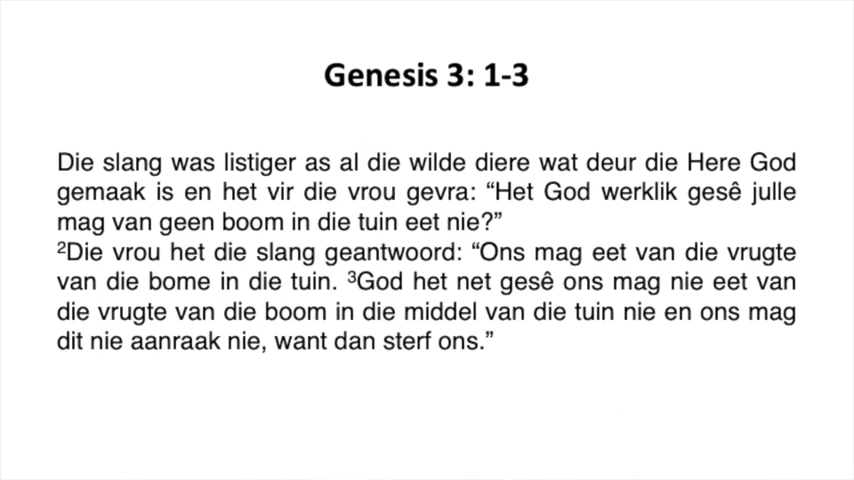 Genesis 3: 1-3
Die slang was listiger as al die wilde diere wat deur die Here God
gemaak is en het vir die vrou gevra: “Het God werklik gesê julle
mag van geen boom in die tuin eet nie?”
²Die vrou het die slang geantwoord: “Ons mag eet van die vrugte
van die bome in die tuin. ³God het net gesê ons mag nie eet van
die vrugte van die boom in die middel van die tuin nie en ons mag
dit nie aanraak nie, want dan sterf ons.”